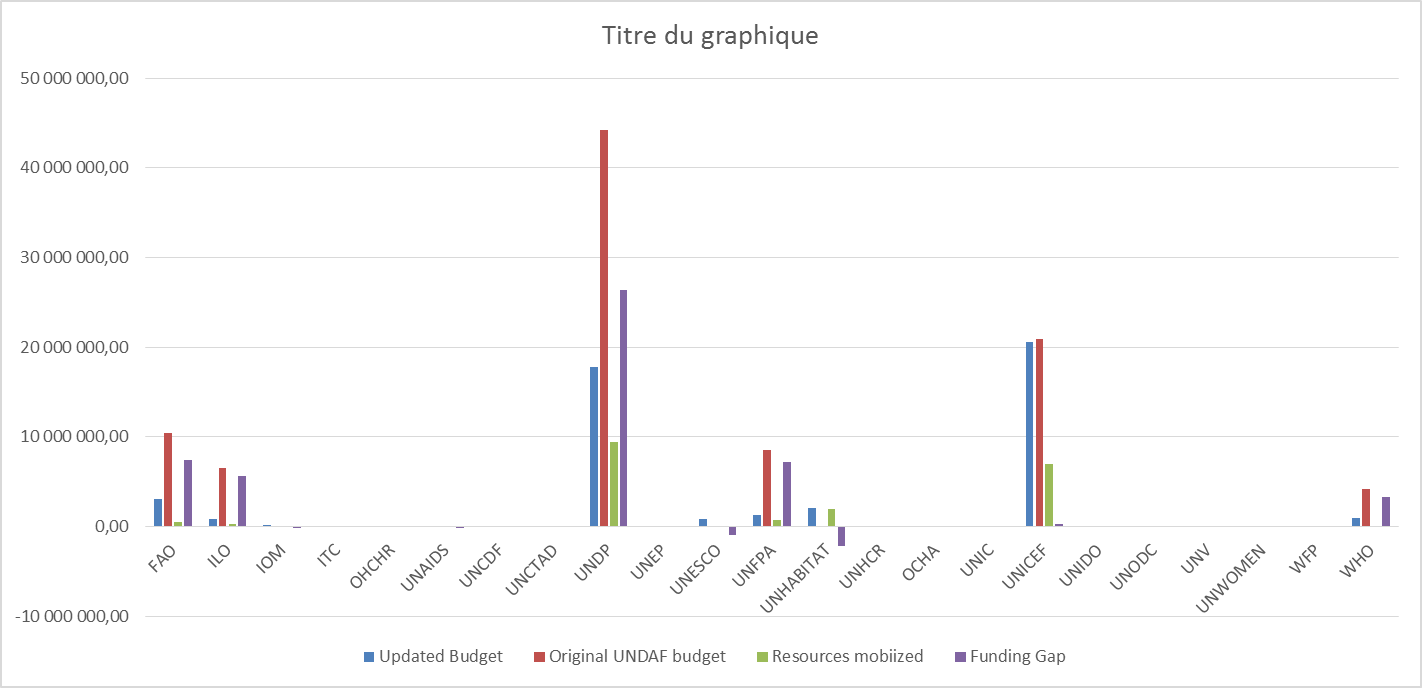 Titre du graphique
50 000 000,00
40 000 000,00
30 000 000,00
20 000 000,00
10 000 000,00
0,00
-10 000 000,00
FAO
ILO
IOM
ITC
OHCHR
UNAIDS
UNCDF
UNCTAD
UNDP
UNEP
UNESCO
UNFPA
UNHABITAT
UNHCR
OCHA
UNIC
UNICEF
UNIDO
UNODC
UNV
UNWOMEN
WFP
WHO
Updated Budget
Original UNDAF budget
Resources mobiized
Funding Gap